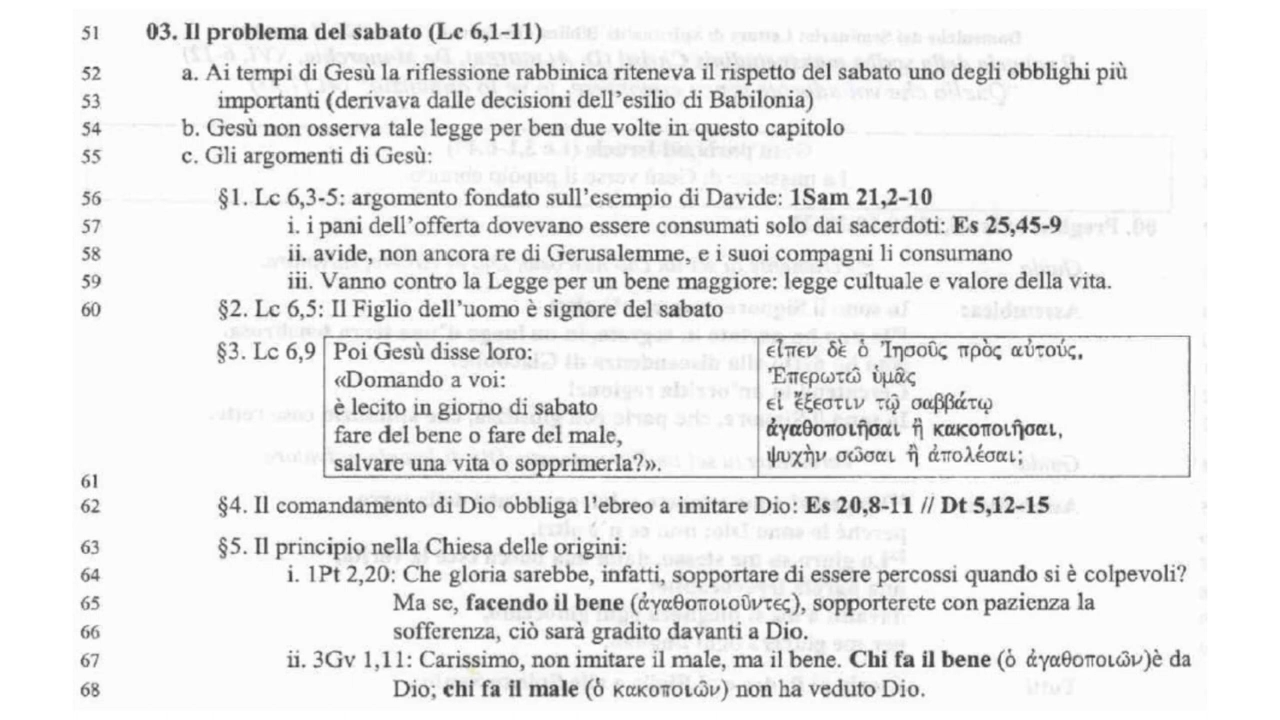 51 03. Il problema del sabato (Lc 6,1-11)
52 a. Ai tempi di Gesù la riflessione rabbinica riteneva il rispetto del sabato uno degli obblighi più
53 importanti (derivava dalle decisioni dell'esilio di Babilonia)
54 b. Gesù non osserva tale legge per ben due volte in questo capitolo
55 c. Gli argomenti di Gesù:
56 §1. Lc 6,3-5: argomento fondato sull'esempio di Davide: 1Sam 21,2-10
57 i. i pani dell'offerta dovevano essere consumati solo dai sacerdoti: Es 25,45-9
58 ii. avide, non ancora re di Gerusalemme, e i suoi compagni li consumano
59 iii. Vanno contro la Legge per un bene maggiore: legge cultuale e valore della vita.
60 §2. Lc 6,5: Il Figlio dell'uomo è signore del sabato
§3. Lc 6,9 Poi Gesù disse loro:
«Domando a voi:
è lecito in giorno di sabato
fare del bene o fare del male,
salvare una vita o sopprimerla?».
εἶπεν δὲ ὁ Ἰησοῦς πρὸς αὐτούς,
Ἐπερωτῶ ὑμᾶς
εἰ ἔξεστιν τῷ σαββάτῳ
ἀγαθοποιῆσαι ἢ κακοποιῆσαι,
ψυχὴν σῶσαι ἢ ἀπολέσαι;
61
62 §4. Il comandamento di Dio obbliga l'ebreo a imitare Dio: Es 20,8-11 // Dt 5,12-15
63 §5. Il principio nella Chiesa delle origini:
64 i. 1Pt 2,20: Che gloria sarebbe, infatti, sopportare di essere percossi quando si è colpevoli?
65 Ma se, facendo il bene (ἀγαθοποιοῦντες), sopporterete con pazienza la
66 sofferenza, ciò sarà gradito davanti a Dio.
67 ii. 3Gv 1,11: Carissimo, non imitare il male, ma il bene. Chi fa il bene (ὁ ἀγαθοποιῶν)è da
68 Dio; chi fa il male (ὁ κακοποιῶν) non ha veduto Dio.